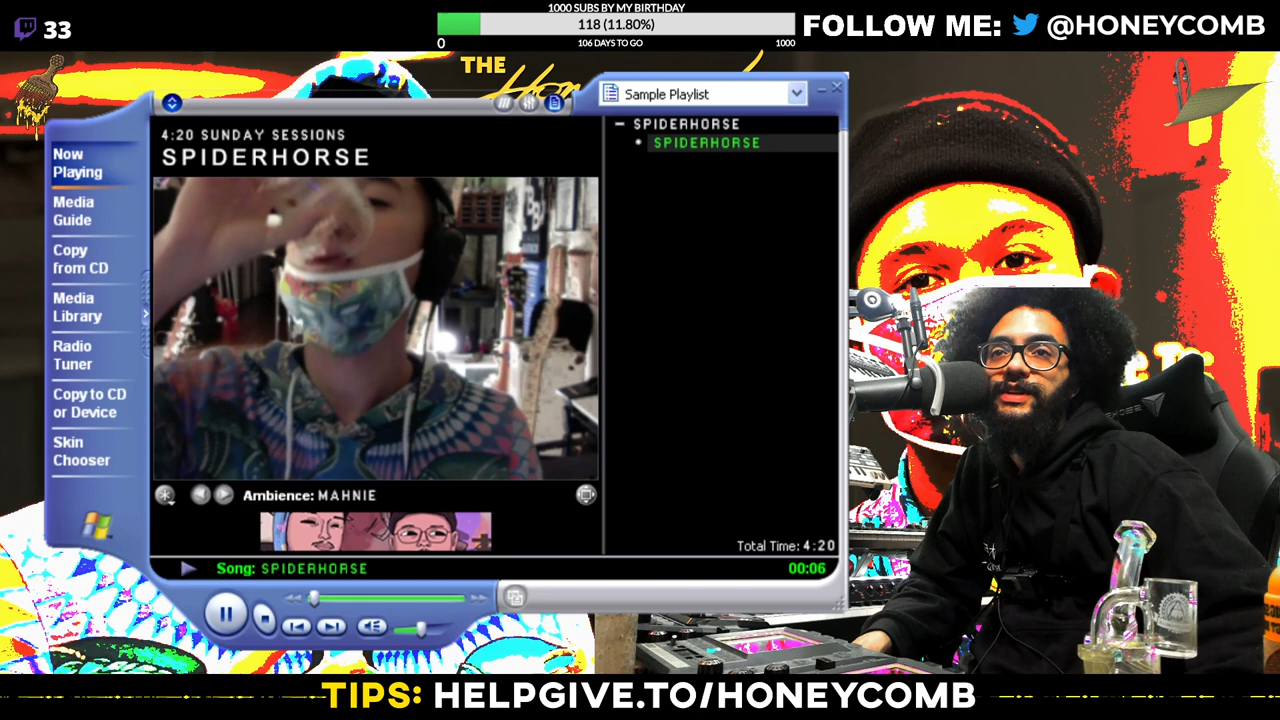 33
1000 SUBS BY MY BIRTHDAY
118 (11.80%)
0
106 DAYS TO GO
1000
FOLLOW ME: @HONEYCOMB
THE
Sample Playlist
4:20 SUNDAY SESSIONS
SPIDERHORSE
SPIDERHORSE
SPIDERHORSE
Now
Playing
Media
Guide
Copy
from CD
Media
Library
Radio
Tuner
Copy to CD
or Device
Skin
Chooser
Ambience: MAHNIE
Total Time: 4:20
Song: SPIDERHORSE
00:06
TIPS: HELPGIVE.TO/HONEYCOMB